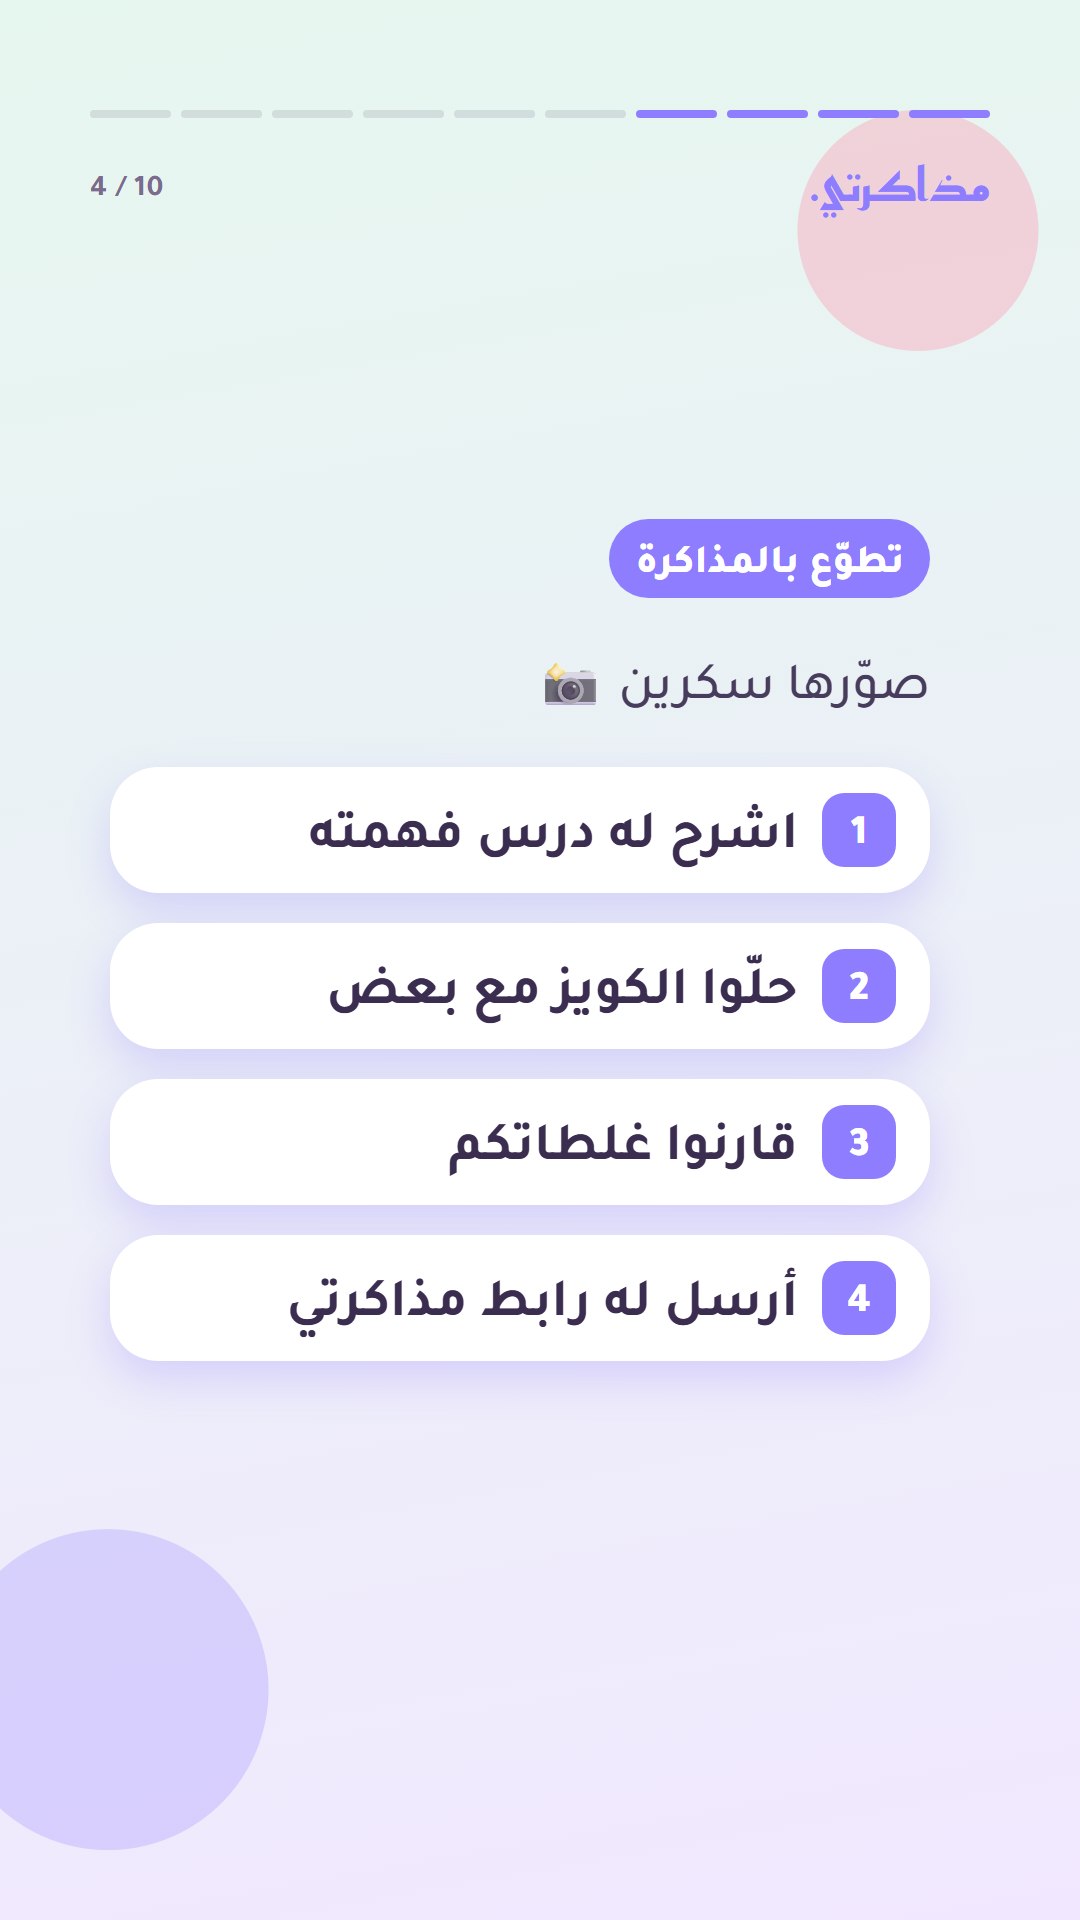 مذاكرتي.
4 / 10
تطوّع بالمذاكرة
صوّرها سكرين 📸
1 اشرح له درس فهمته
2 حلّوا الكويز مع بعض
3 قارنوا غلطاتكم
4 أرسل له رابط مذاكرتي